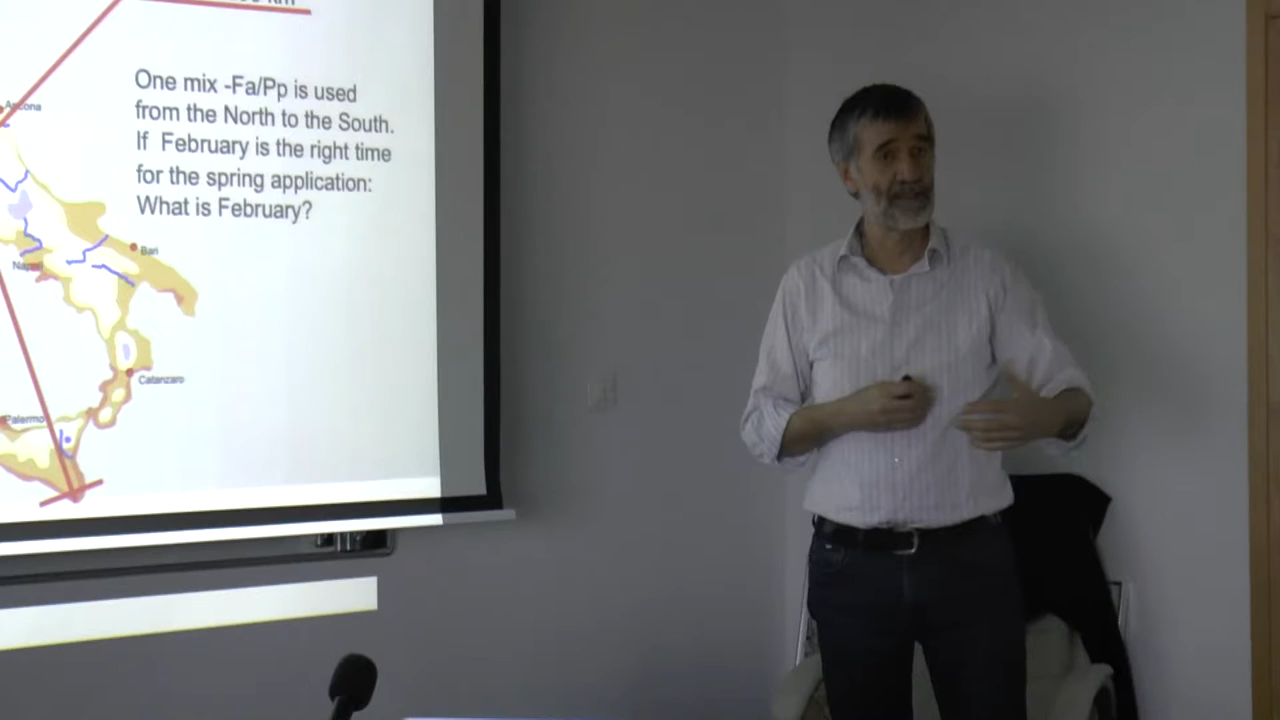 km
One mix -Fa/Pp is used
from the North to the South.
If February is the right time
for the spring application:
What is February?
Ancona
Bari
Catanzaro
Palermo